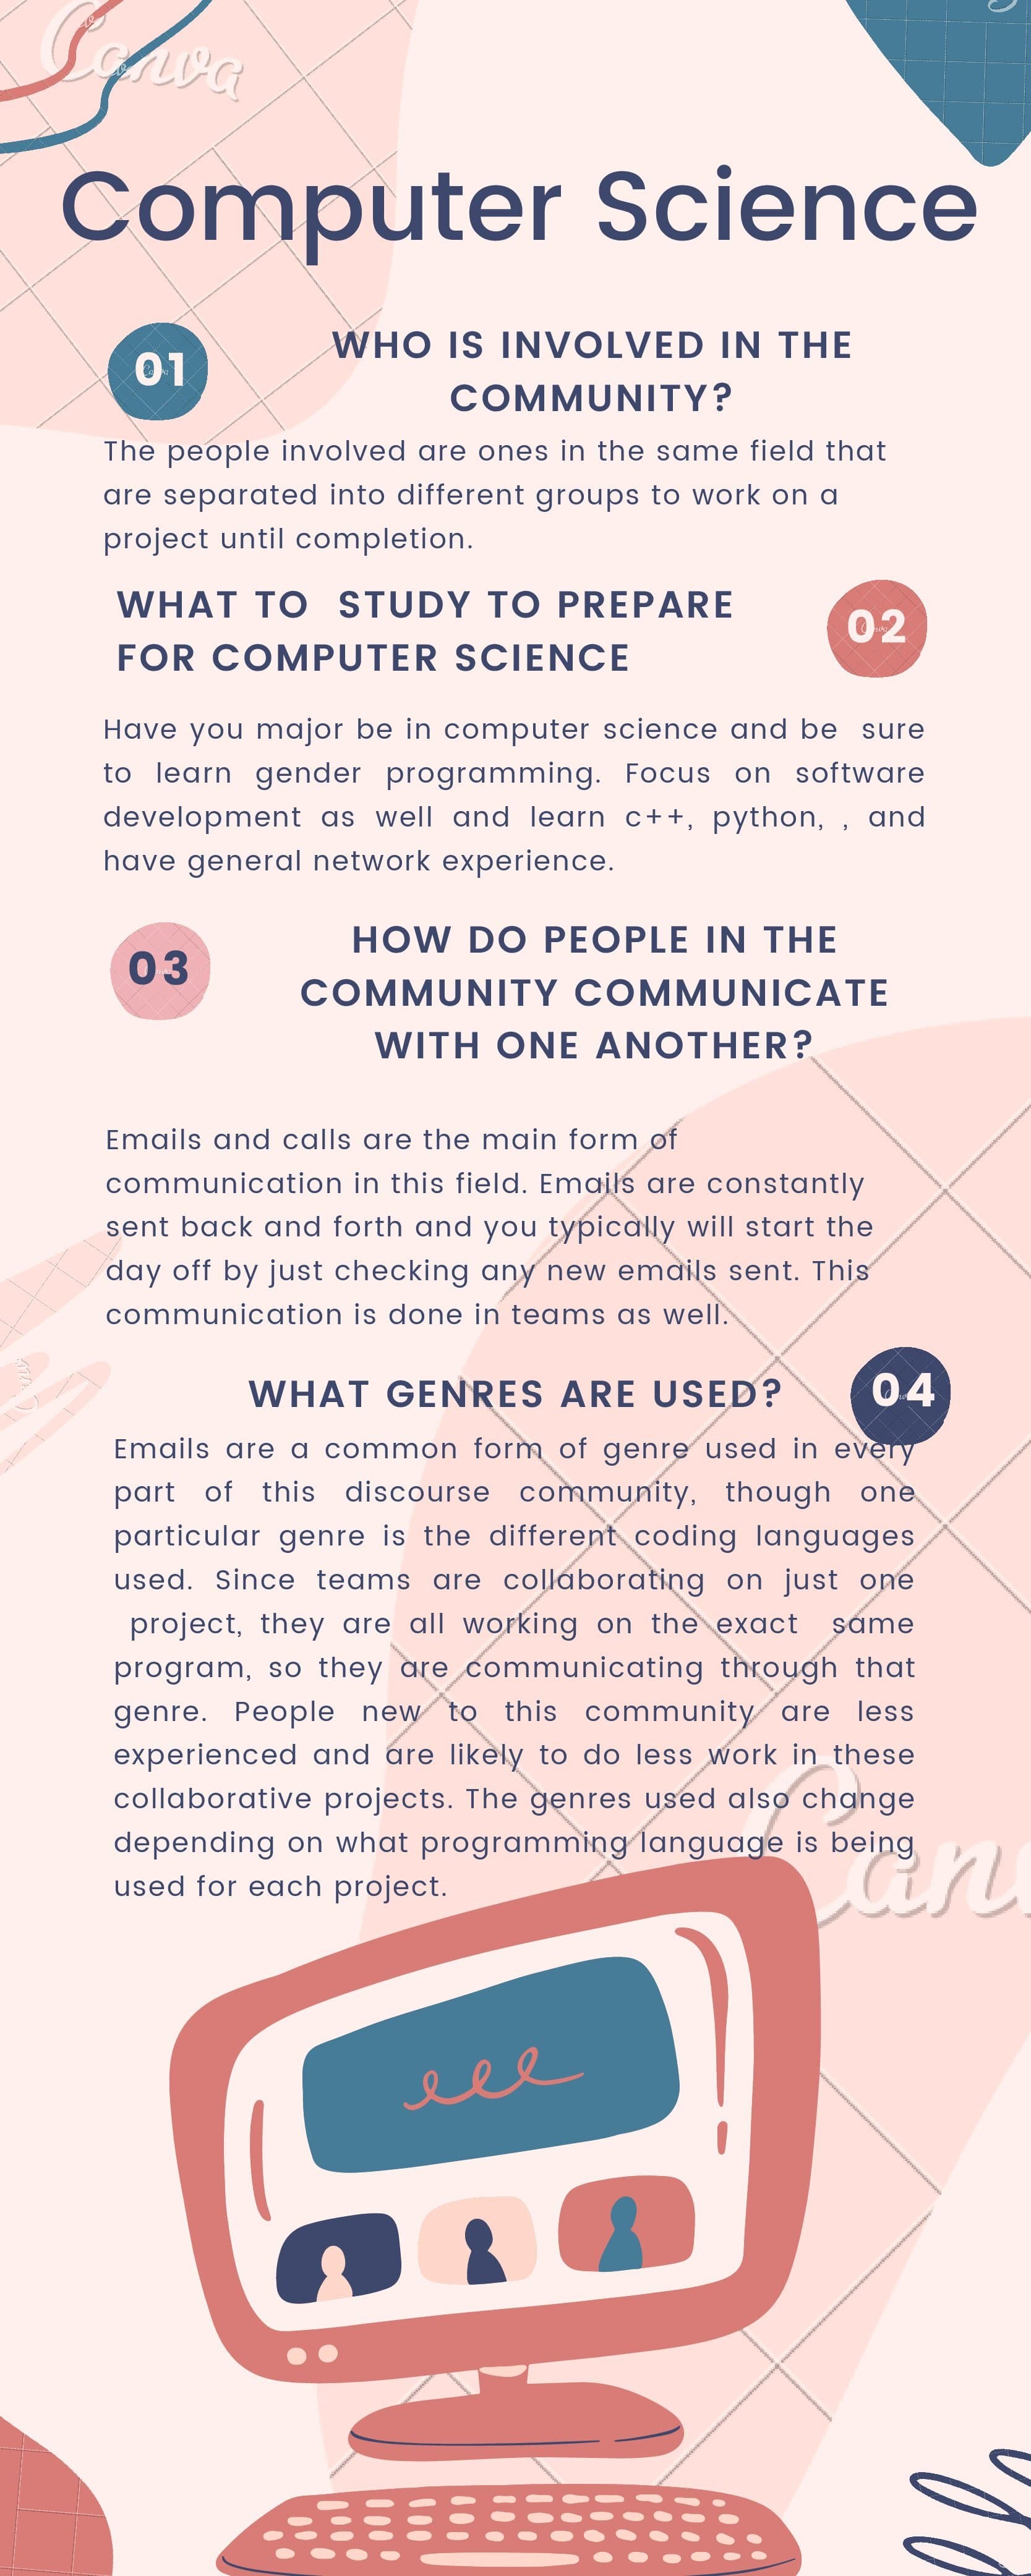 Canva
Computer Science
01
WHO IS INVOLVED IN THE
COMMUNITY?
The people involved are ones in the same field that
are separated into different groups to work on a
project until completion.
WHAT TO STUDY TO PREPARE
FOR COMPUTER SCIENCE
02
Have you major be in computer science and be sure
to learn gender programming. Focus on software
development as well and learn c++, python, , and
have general network experience.
03
HOW DO PEOPLE IN THE
COMMUNITY COMMUNICATE
WITH ONE ANOTHER?
Emails and calls are the main form of
communication in this field. Emails are constantly
sent back and forth and you typically will start the
day off by just checking any new emails sent. This
communication is done in teams as well.
WHAT GENRES ARE USED?
04
Emails are a common form of genre used in every
part of this discourse community, though one
particular genre is the different coding languages
used. Since teams are collaborating on just one
project, they are all working on the exact same
program, so they are communicating through that
genre. People new to this community are less
experienced and are likely to do less work in these
collaborative projects. The genres used also change
depending on what programming language is being
used for each project.
Can